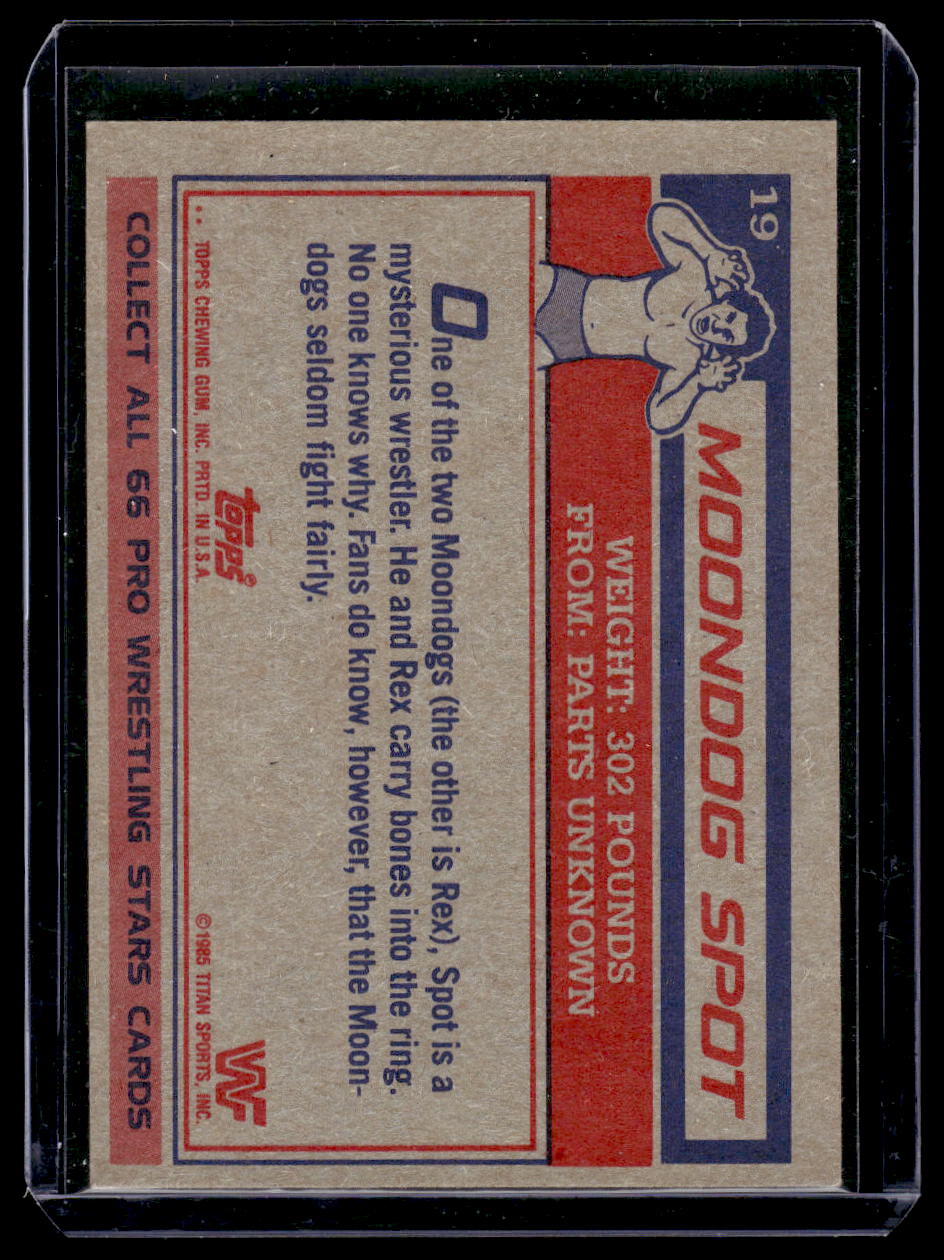 19
MOONDOG SPOT
WEIGHT: 302 POUNDS
FROM: PARTS UNKNOWN
One of the two Moondogs (the other is Rex), Spot is a
mysterious wrestler. He and Rex carry bones into the ring.
No one knows why. Fans do know, however, that the Moon-
dogs seldom fight fairly.
topps®
WF
** TOPPS CHEWING GUM, INC. PRTD. IN U.S.A.
© 1985 TITAN SPORTS, INC.
COLLECT ALL 66 PRO WRESTLING STARS CARDS